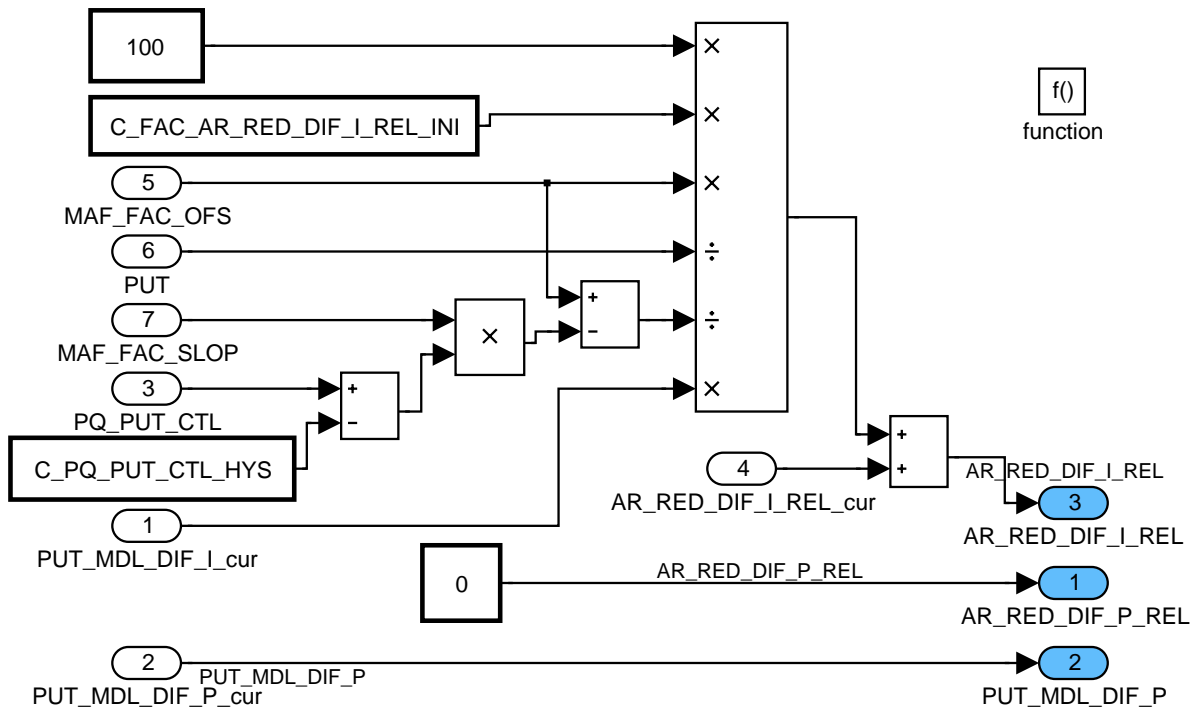 100
×
C_FAC_AR_RED_DIF_I_REL_INI
×
f()
function
5
MAF_FAC_OFS
×
6
PUT
÷
7
MAF_FAC_SLOP
×
+
−
÷
3
PQ_PUT_CTL
+
−
×
C_PQ_PUT_CTL_HYS
4
AR_RED_DIF_I_REL_cur
+
+
AR_RED_DIF_I_REL
3
AR_RED_DIF_I_REL
1
PUT_MDL_DIF_I_cur
0
AR_RED_DIF_P_REL
1
AR_RED_DIF_P_REL
2
PUT_MDL_DIF_P_cur
PUT_MDL_DIF_P
2
PUT_MDL_DIF_P